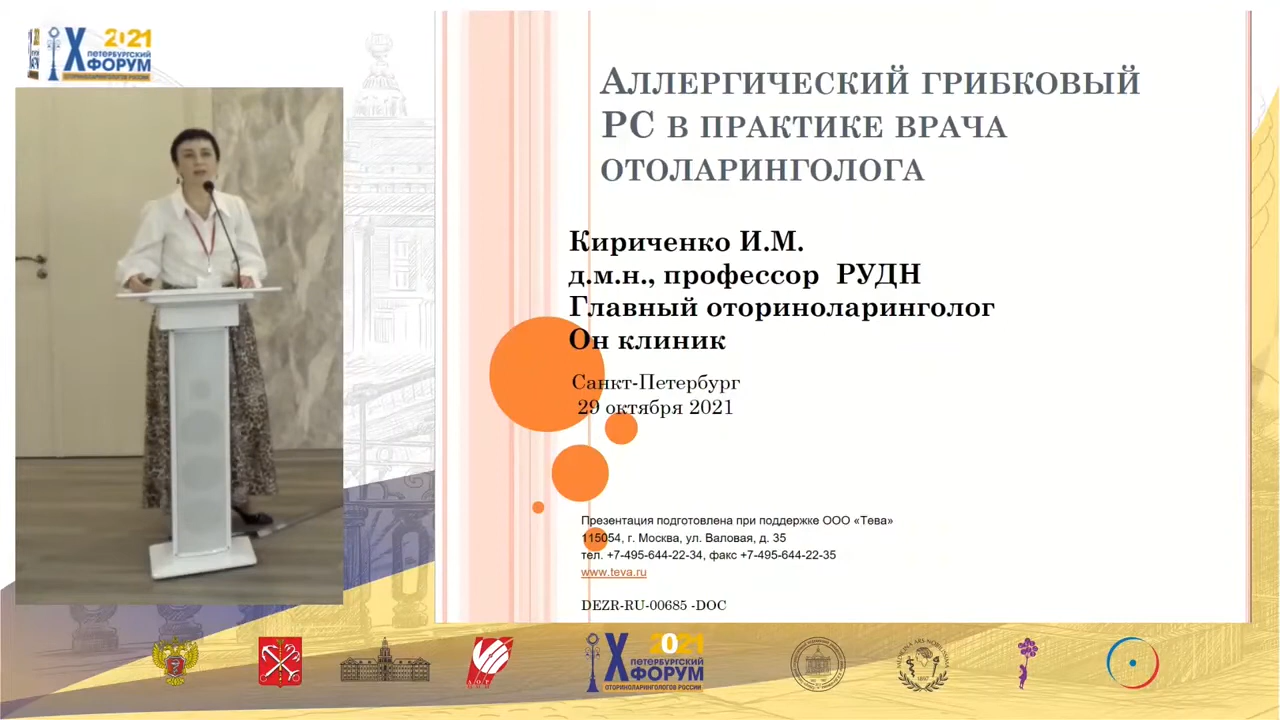 X 2021
ПЕТЕРБУРГСКИЙ
ФОРУМ
ОТОРИНОЛАРИНГОЛОГОВ РОССИИ
АЛЛЕРГИЧЕСКИЙ ГРИБКОВЫЙ
РС В ПРАКТИКЕ ВРАЧА
ОТОЛАРИНГОЛОГА
Кириченко И.М.
д.м.н., профессор РУДН
Главный оториноларинголог
Он клиник
Санкт-Петербург
29 октября 2021
Презентация подготовлена при поддержке ООО «Тева»
115054, г. Москва, ул. Валовая, д. 35
тел. +7-495-644-22-34, факс +7-495-644-22-35
www.teva.ru
DEZR-RU-00685 -DOC
X 2021
ПЕТЕРБУРГСКИЙ
ФОРУМ
ОТОРИНОЛАРИНГОЛОГОВ РОССИИ